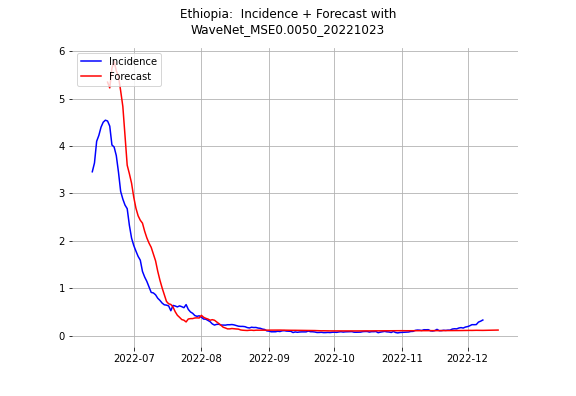 Ethiopia:  Incidence + Forecast with
WaveNet_MSE0.0050_20221023
Incidence
Forecast
6
5
4
3
2
1
0
2022-07 2022-08 2022-09 2022-10 2022-11 2022-12